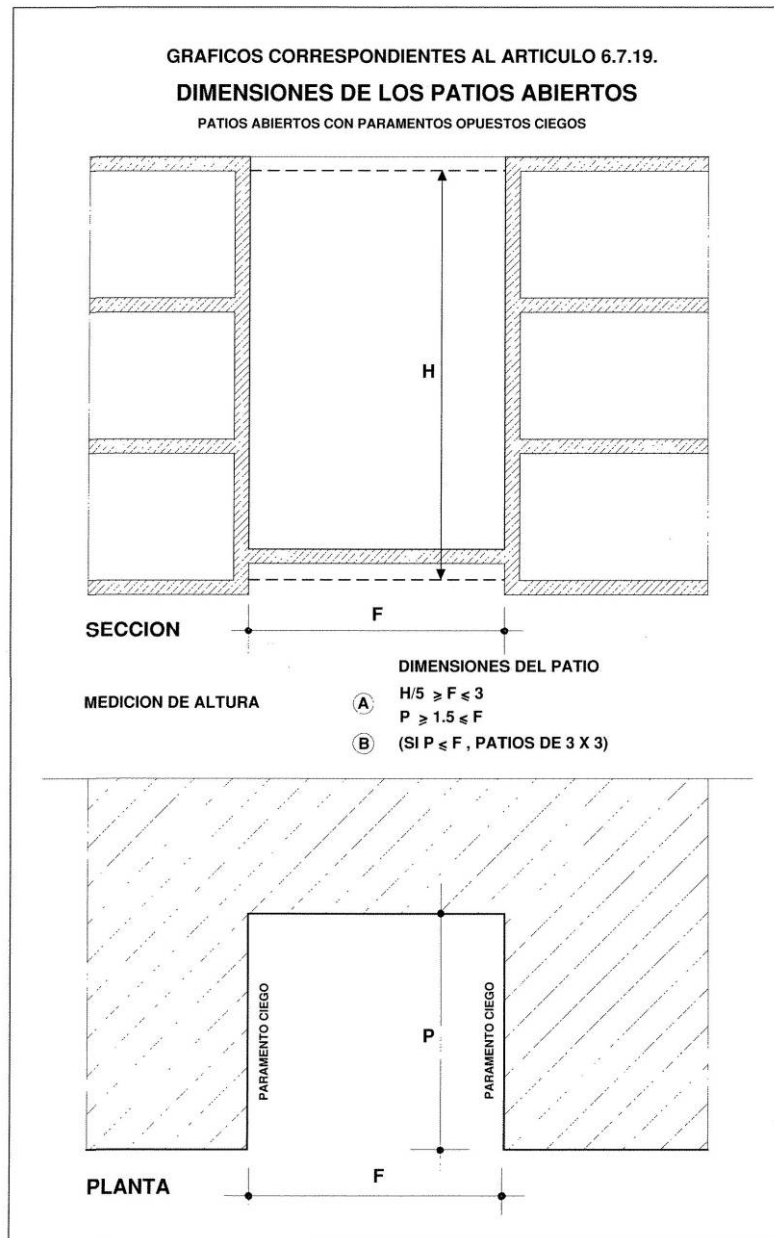 GRAFICOS CORRESPONDIENTES AL ARTICULO 6.7.19.
DIMENSIONES DE LOS PATIOS ABIERTOS
PATIOS ABIERTOS CON PARAMENTOS OPUESTOS CIEGOS
H
F
SECCION
DIMENSIONES DEL PATIO
MEDICION DE ALTURA
A H/5 ⩾ F ⩽ 3
P ⩾ 1.5 ⩽ F
B (SI P ⩽ F , PATIOS DE 3 X 3)
PARAMENTO CIEGO
P
PARAMENTO CIEGO
PLANTA
F